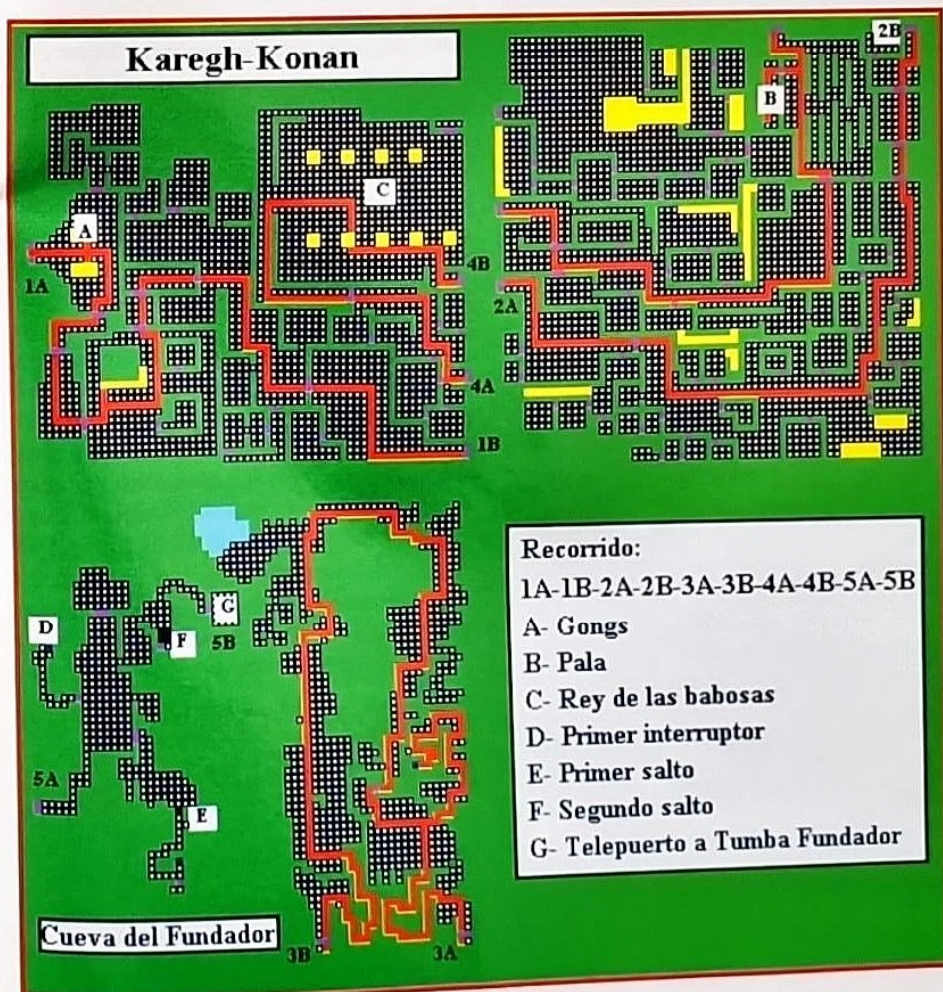 Karegh-Konan
2B
B
C
A
1A
4B
2A
4A
1B
D
G
F
5B
5A
E
Cueva del Fundador
3B
3A
Recorrido:
1A-1B-2A-2B-3A-3B-4A-4B-5A-5B
A- Gongs
B- Pala
C- Rey de las babosas
D- Primer interruptor
E- Primer salto
F- Segundo salto
G- Telepuerto a Tumba Fundador